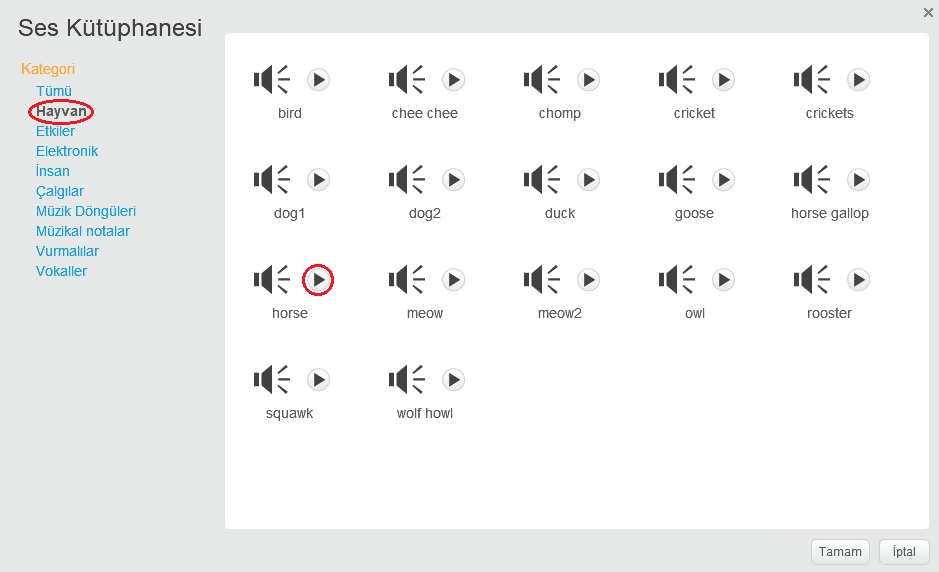 Ses Kütüphanesi
Kategori
Tümü
Hayvan
Etkiler
Elektronik
İnsan
Çalgılar
Müzik Döngüleri
Müzikal notalar
Vurmalılar
Vokaller
bird chee chee chomp cricket crickets
dog1 dog2 duck goose horse gallop
horse meow meow2 owl rooster
squawk wolf howl
Tamam İptal